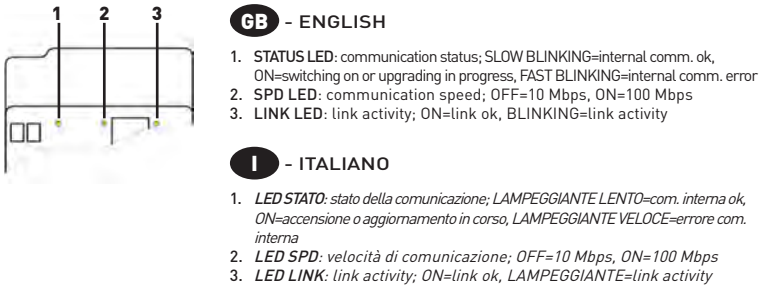 1 2 3
GB - ENGLISH
1. STATUS LED: communication status; SLOW BLINKING=internal comm. ok,
ON=switching on or upgrading in progress, FAST BLINKING=internal comm. error
2. SPD LED: communication speed; OFF=10 Mbps, ON=100 Mbps
3. LINK LED: link activity; ON=link ok, BLINKING=link activity
I - ITALIANO
1. LED STATO: stato della comunicazione; LAMPEGGIANTE LENTO=com. interna ok,
ON=accensione o aggiornamento in corso, LAMPEGGIANTE VELOCE=errore com.
interna
2. LED SPD: velocità di comunicazione; OFF=10 Mbps, ON=100 Mbps
3. LED LINK: link activity; ON=link ok, LAMPEGGIANTE=link activity